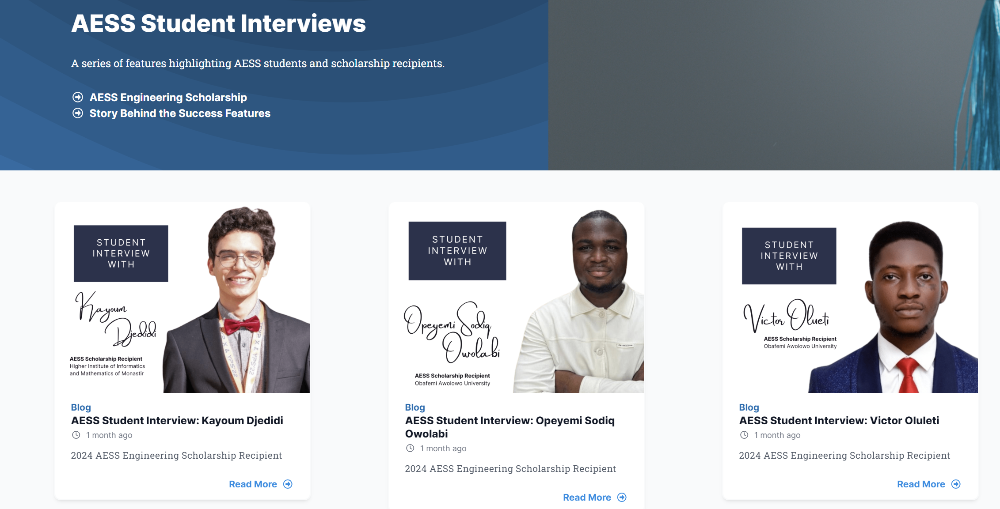 AESS Student Interviews
A series of features highlighting AESS students and scholarship recipients.
AESS Engineering Scholarship
Story Behind the Success Features
STUDENT
INTERVIEW
WITH
Kayoum
Djedidi
AESS Scholarship Recipient
Higher Institute of Informatics
and Mathematics of Monastir
P X & YPS'22
Blog
AESS Student Interview: Kayoum Djedidi
1 month ago
2024 AESS Engineering Scholarship Recipient
Read More
STUDENT
INTERVIEW
WITH
Opeyemi Sodiq
Owolabi
AESS Scholarship Recipient
Obafemi Awolowo University
Blog
AESS Student Interview: Opeyemi Sodiq
Owolabi
1 month ago
2024 AESS Engineering Scholarship Recipient
Read More
STUDENT
INTERVIEW
WITH
Victor Olueti
AESS Scholarship Recipient
Obafemi Awolowo University
Blog
AESS Student Interview: Victor Oluleti
1 month ago
2024 AESS Engineering Scholarship Recipient
Read More